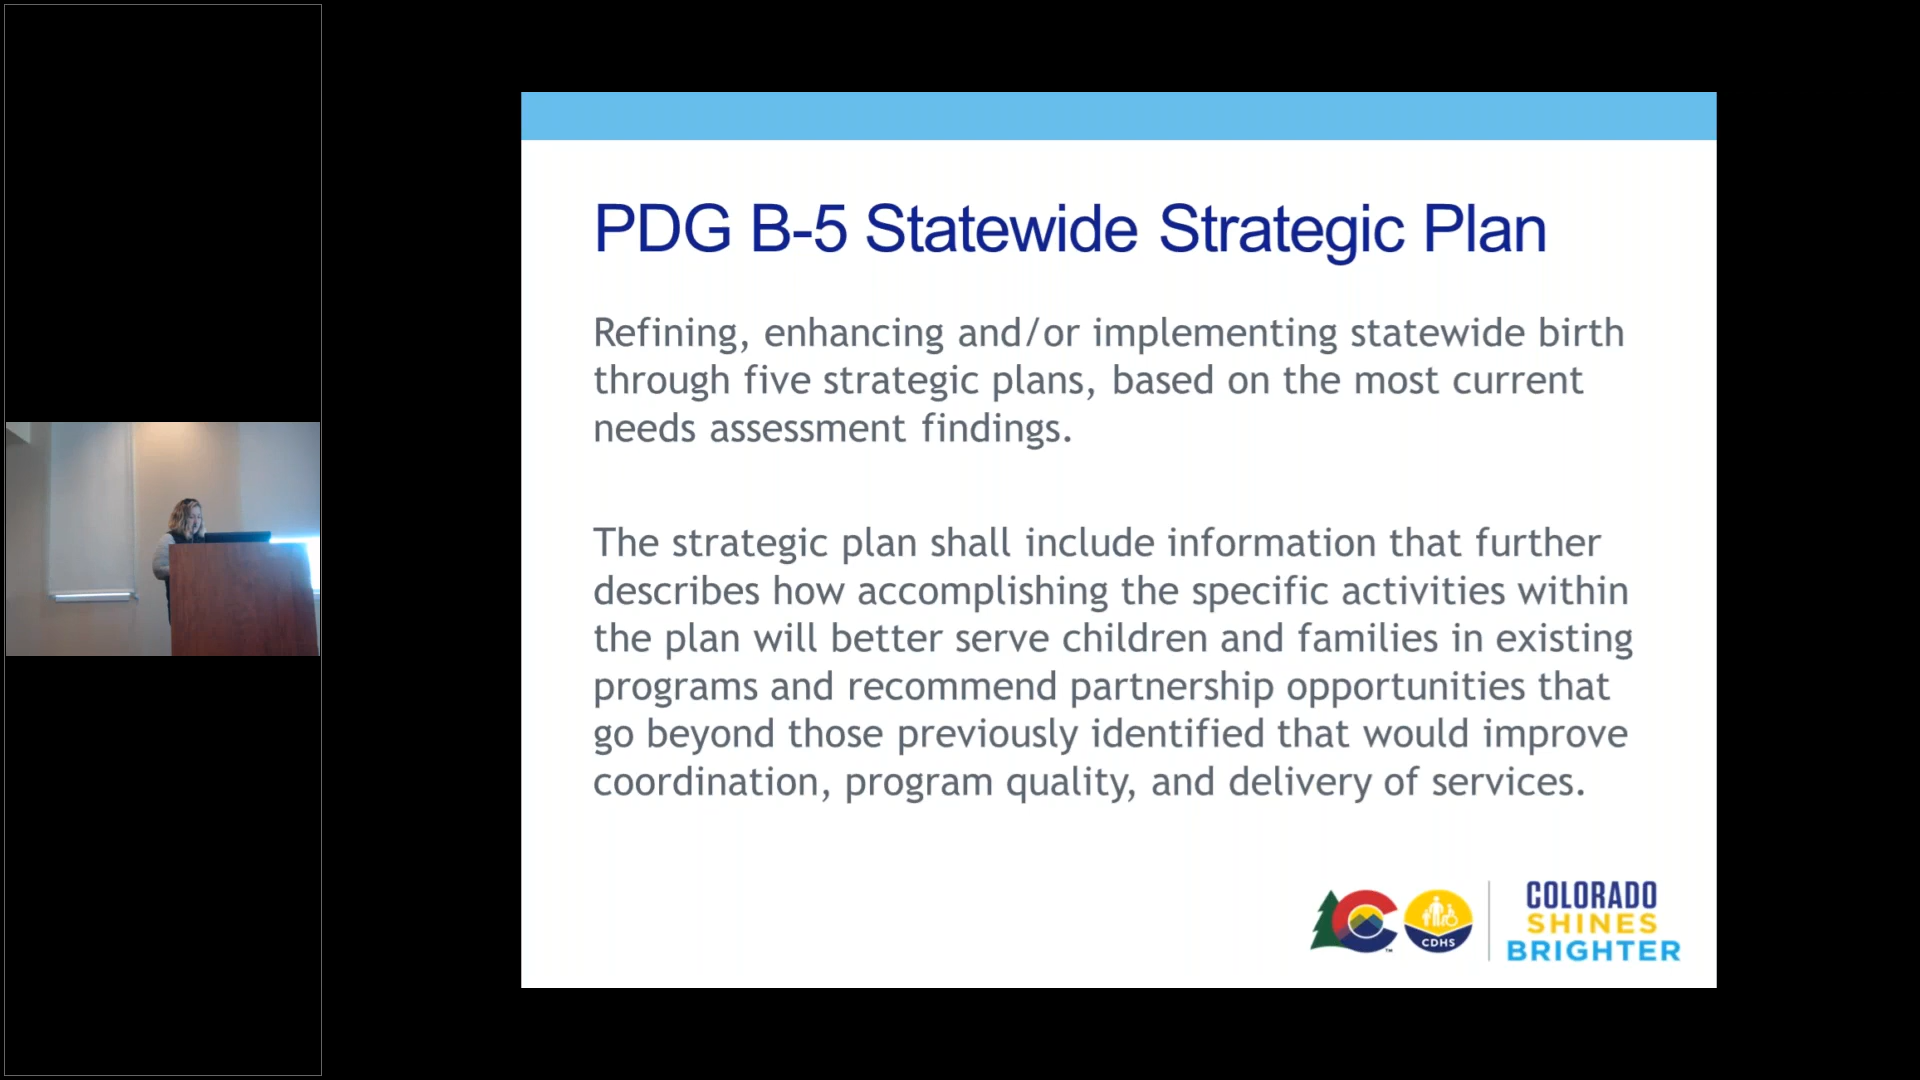 PDG B-5 Statewide Strategic Plan
Refining, enhancing and/or implementing statewide birth
through five strategic plans, based on the most current
needs assessment findings.
The strategic plan shall include information that further
describes how accomplishing the specific activities within
the plan will better serve children and families in existing
programs and recommend partnership opportunities that
go beyond those previously identified that would improve
coordination, program quality, and delivery of services.
CDHS
COLORADO
SHINES
BRIGHTER